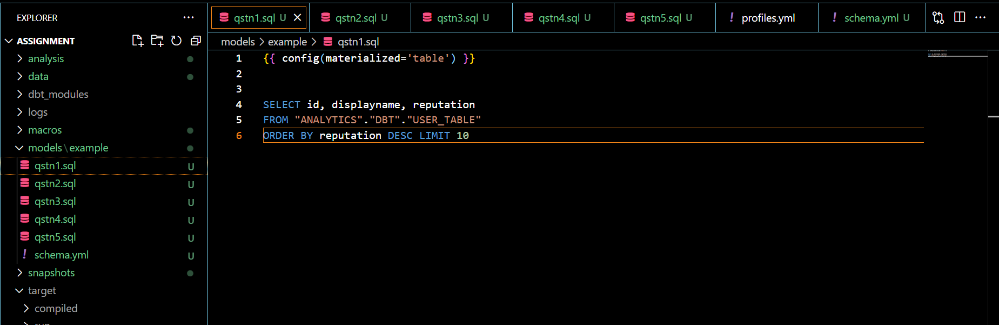 EXPLORER ···
ASSIGNMENT
analysis
data
dbt_modules
logs
macros
models\example
qstn1.sql U
qstn2.sql U
qstn3.sql U
qstn4.sql U
qstn5.sql U
schema.yml U
snapshots
target
compiled
run
qstn1.sql U qstn2.sql U qstn3.sql U qstn4.sql U qstn5.sql U ! profiles.yml ! schema.yml U ···
models > example > qstn1.sql
1 {{ config(materialized='table') }}
2
3
4 SELECT id, displayname, reputation
5 FROM "ANALYTICS"."DBT"."USER_TABLE"
6 ORDER BY reputation DESC LIMIT 10